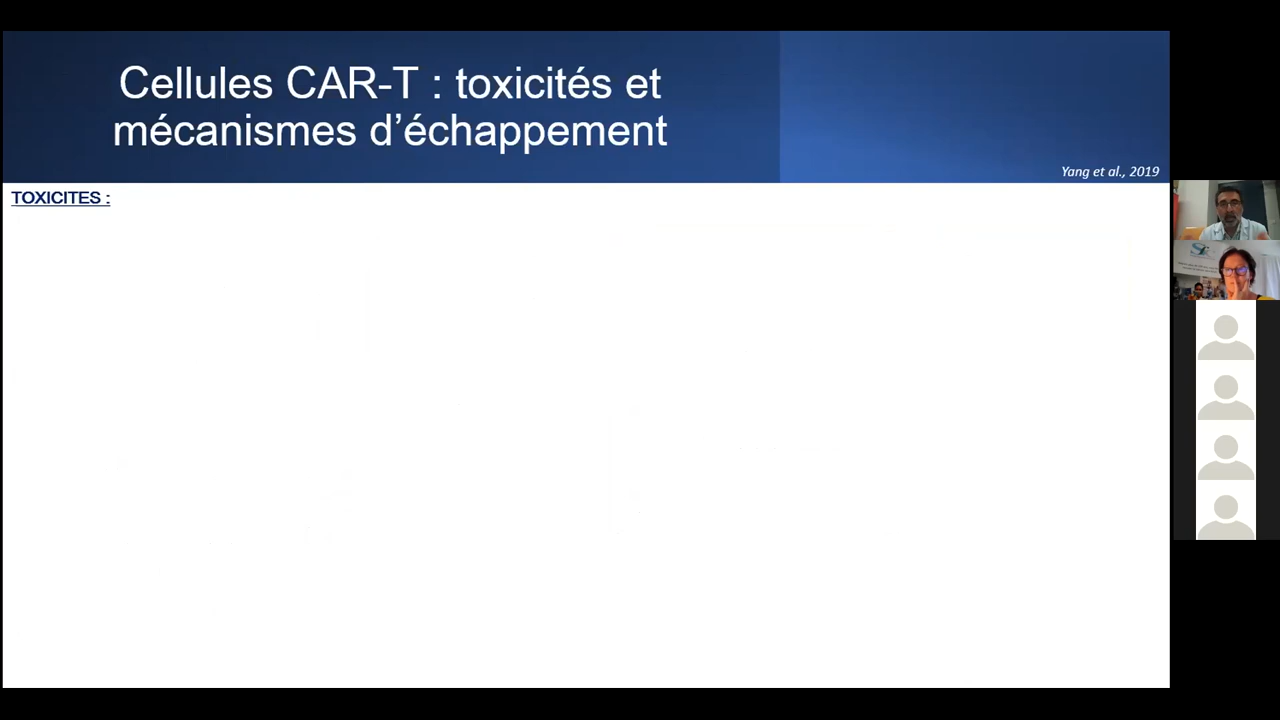 Cellules CAR-T : toxicités et
mécanismes d’échappement
Yang et al., 2019
TOXICITES :